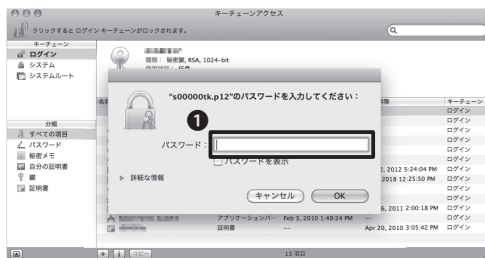 キーチェーンアクセス
クリックすると ログイン キーチェーンがロックされます。
キーチェーン
ログイン
システム
システムルート
種類： 秘密鍵, RSA, 1024-bit
"s00000tk.p12"のパスワードを入力してください：
1
パスワード：
パスワードを表示
詳細な情報
キャンセル
OK
名前
期限
キーチェーン
ログイン
ログイン
ログイン
ログイン
ログイン
ログイン
2, 2012 5:24:04 PM ログイン
2018 12:25:50 PM ログイン
ログイン
6, 2011 2:00:18 PM ログイン
アプリケーションパ… Feb 3, 2010 1:49:24 PM -- ログイン
証明書 -- Apr 20, 2010 3:05:42 PM ログイン
分類
すべての項目
パスワード
秘密メモ
自分の証明書
鍵
証明書
+
i
コピー
13 項目